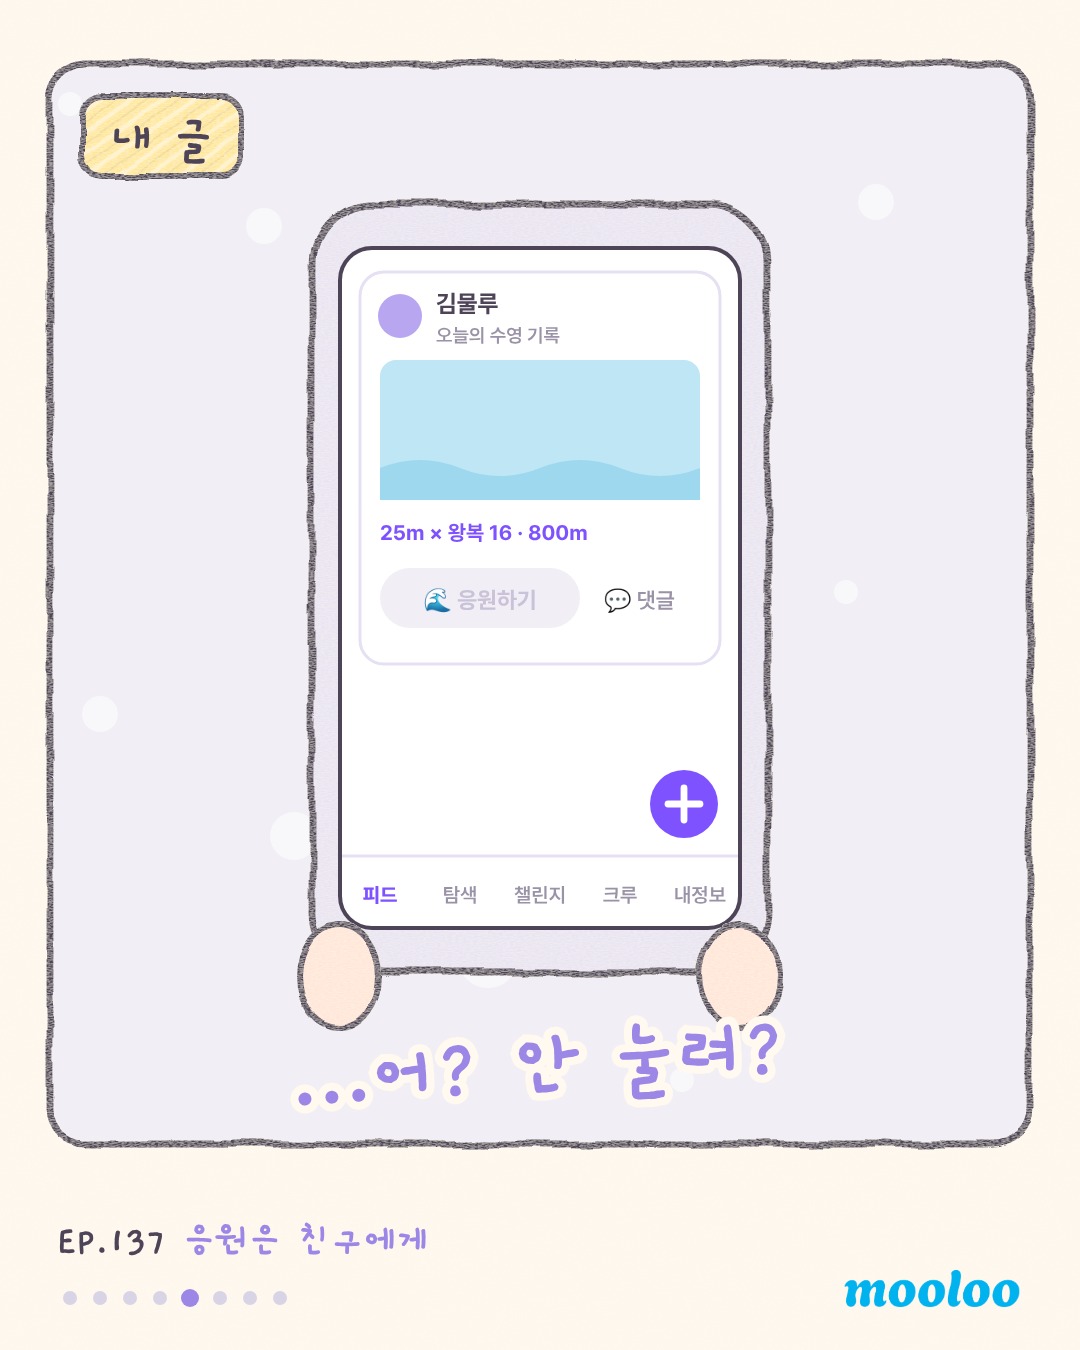 내 글
김물루
오늘의 수영 기록
25m × 왕복 16 · 800m
🌊 응원하기 💬 댓글
피드 탐색 챌린지 크루 내정보
...어? 안 눌려?
EP.137 응원은 친구에게
mooloo